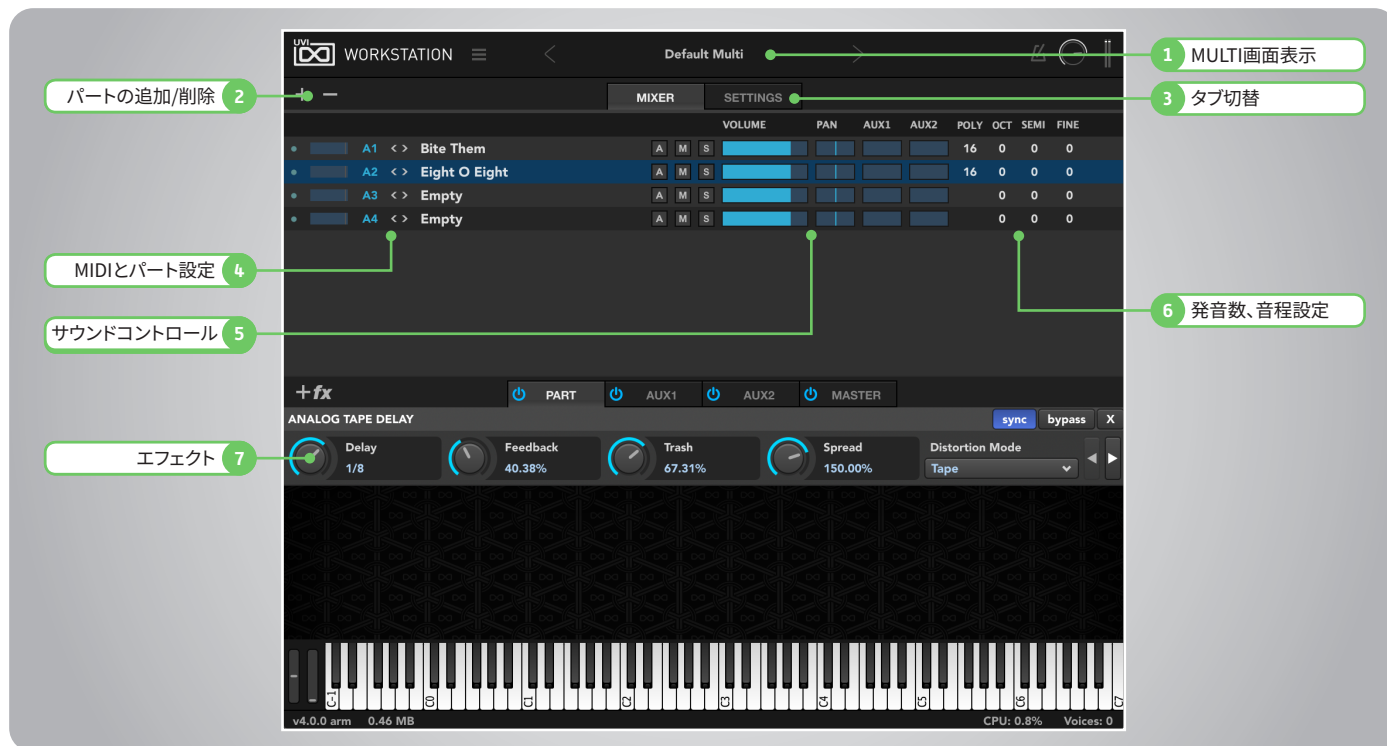 UVI WORKSTATION Default Multi
1 MULTI画面表示
パートの追加/削除 2
+ − MIXER SETTINGS
3 タブ切替
VOLUME PAN AUX1 AUX2 POLY OCT SEMI FINE
A1 < > Bite Them A M S 16 0 0 0
A2 < > Eight O Eight A M S 16 0 0 0
A3 < > Empty A M S 0 0 0
A4 < > Empty A M S 0 0 0
MIDIとパート設定 4
サウンドコントロール 5
6 発音数、音程設定
+fx PART AUX1 AUX2 MASTER
ANALOG TAPE DELAY sync bypass X
エフェクト 7
Delay Feedback Trash Spread Distortion Mode
1/8 40.38% 67.31% 150.00% Tape
C-1 C0 C1 C2 C3 C4 C5 C6 C7
v4.0.0 arm 0.46 MB CPU: 0.8% Voices: 0